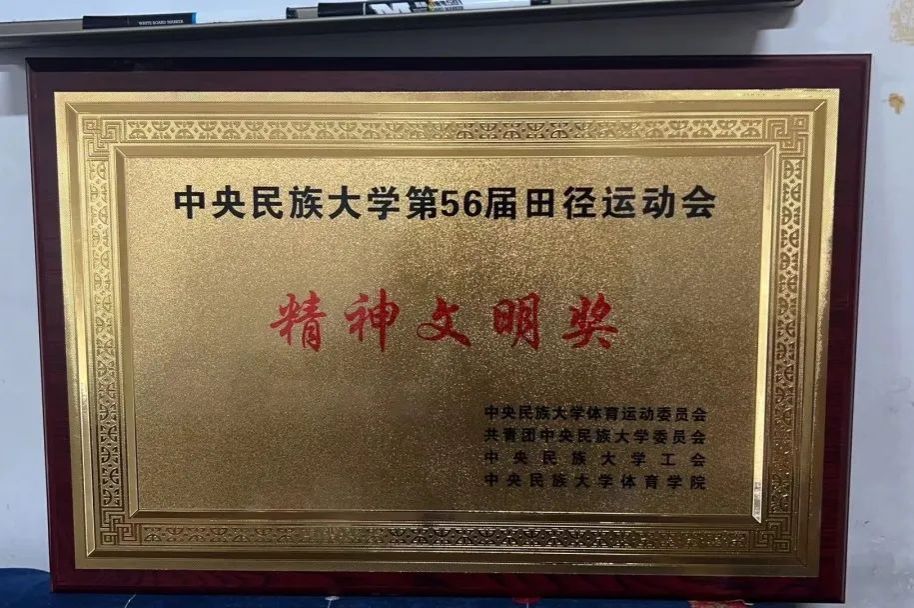 WHITE BOARD MARKER
中央民族大学第56届田径运动会
精神文明奖
中央民族大学体育运动委员会
共青团中央民族大学委员会
中央民族大学工会
中央民族大学体育学院